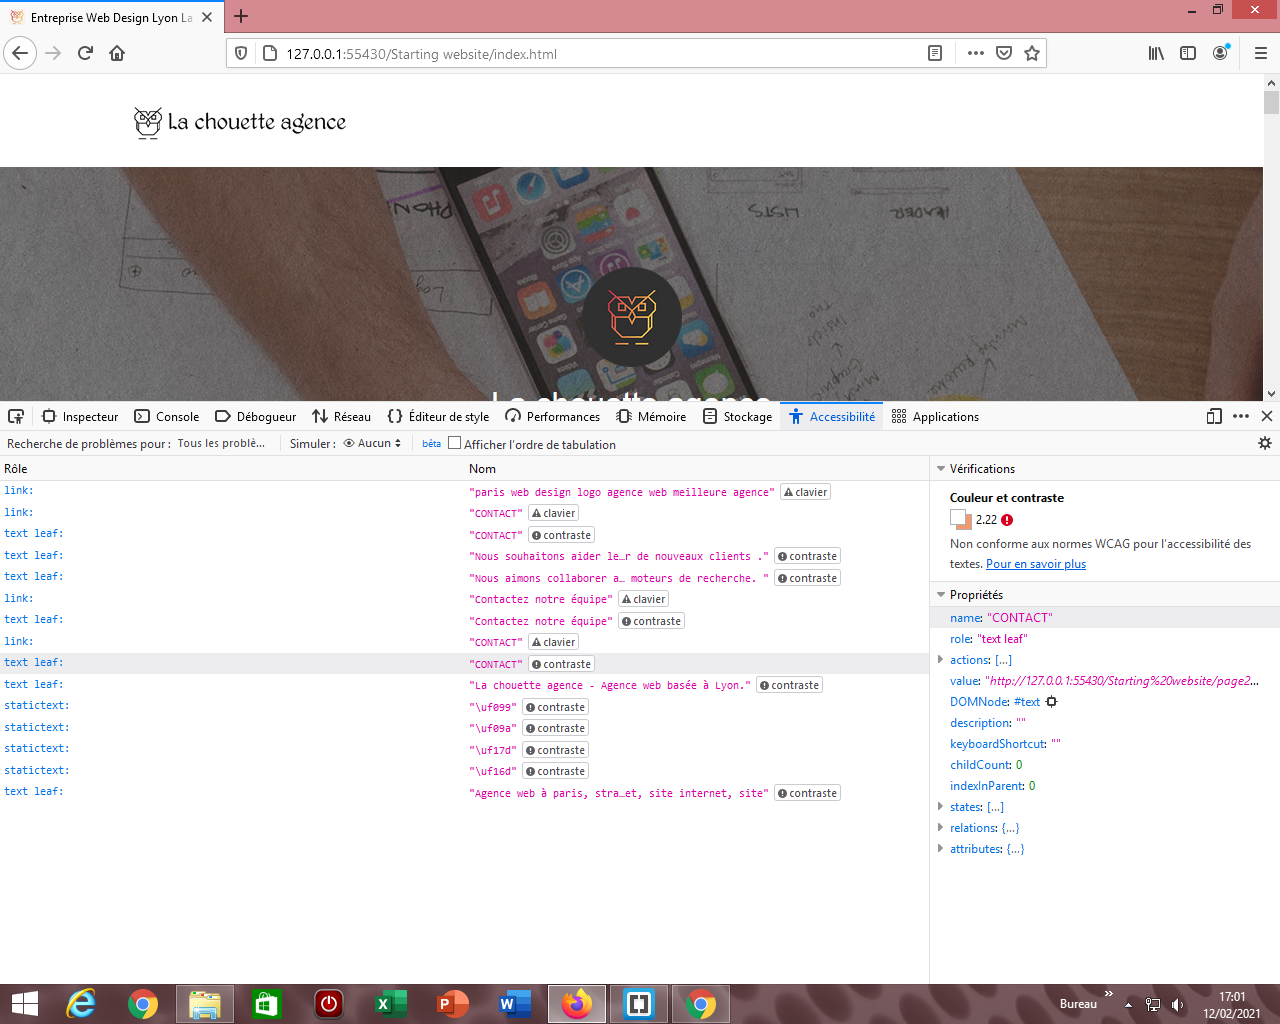 Entreprise Web Design Lyon La
127.0.0.1:55430/Starting website/index.html
La chouette agence
PHON
LISTS
HEADER
La chouette agence
Inspecteur Console Débogueur Réseau Éditeur de style Performances Mémoire Stockage Accessibilité Applications
Recherche de problèmes pour : Tous les problè... Simuler : Aucun bêta Afficher l'ordre de tabulation
Rôle Nom
link: "paris web design logo agence web meilleure agence" clavier
link: "CONTACT" clavier
text leaf: "CONTACT" contraste
text leaf: "Nous souhaitons aider le…r de nouveaux clients ." contraste
text leaf: "Nous aimons collaborer a… moteurs de recherche. " contraste
link: "Contactez notre équipe" clavier
text leaf: "Contactez notre équipe" contraste
link: "CONTACT" clavier
text leaf: "CONTACT" contraste
text leaf: "La chouette agence - Agence web basée à Lyon." contraste
statictext: "\uf099" contraste
statictext: "\uf09a" contraste
statictext: "\uf17d" contraste
statictext: "\uf16d" contraste
text leaf: "Agence web à paris, stra…et, site internet, site" contraste
Vérifications
Couleur et contraste
2.22
Non conforme aux normes WCAG pour l'accessibilité des
textes. Pour en savoir plus
Propriétés
name: "CONTACT"
role: "text leaf"
actions: […]
value: "http://127.0.0.1:55430/Starting%20website/page2...
DOMNode: #text
description: ""
keyboardShortcut: ""
childCount: 0
indexInParent: 0
states: […]
relations: {…}
attributes: {…}
Bureau
17:01
12/02/2021